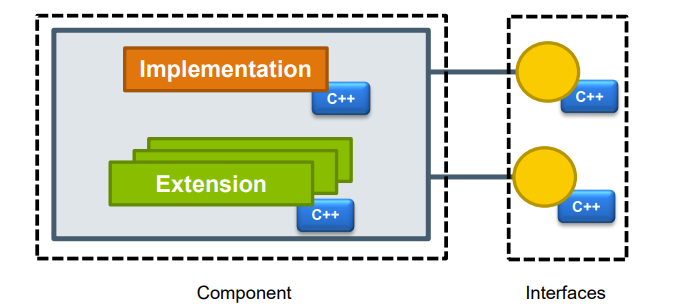 Implementation
C++
C++
Extension
C++
C++
Component
Interfaces